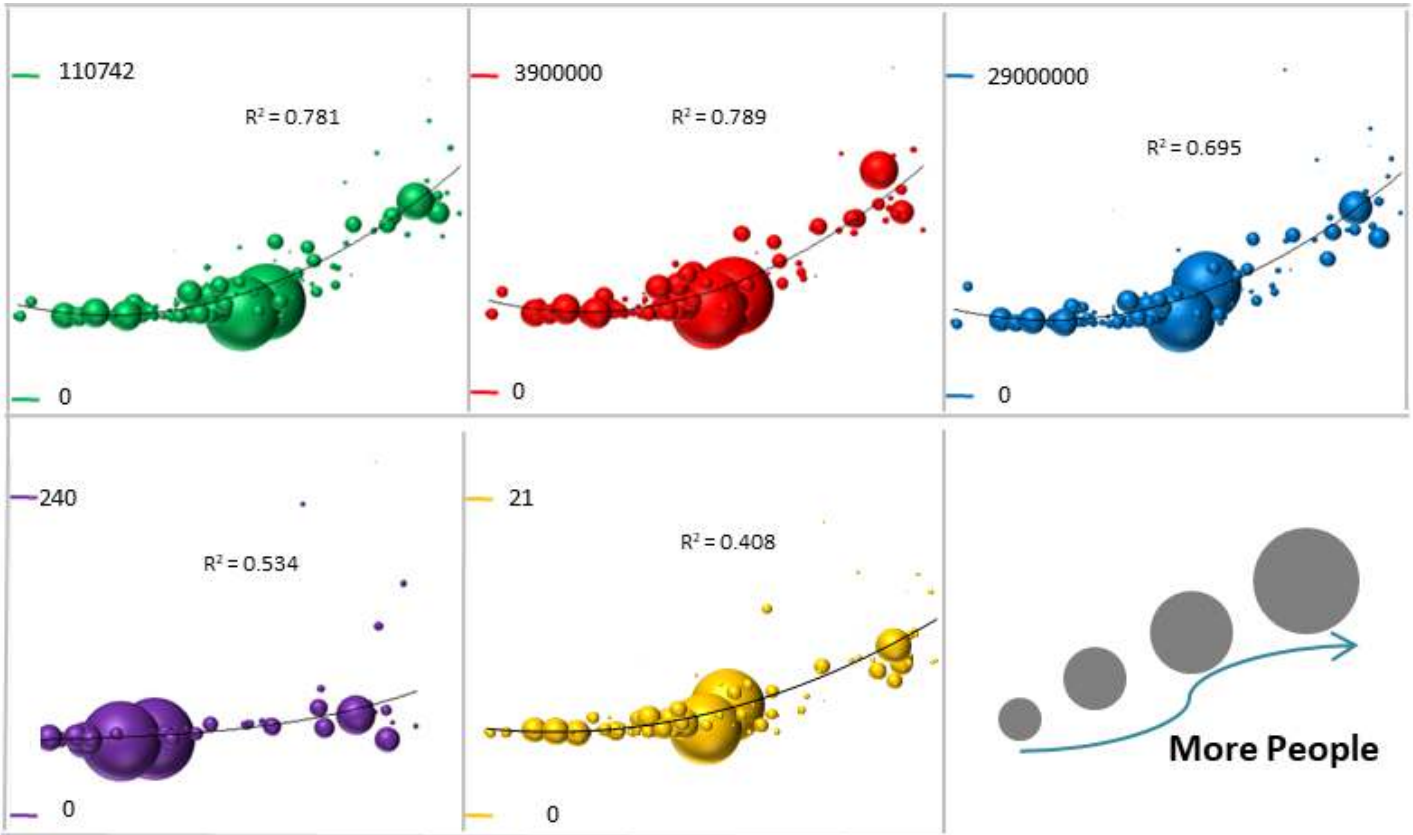 110742
R² = 0.781
0
3900000
R² = 0.789
0
29000000
R² = 0.695
0
240
R² = 0.534
0
21
R² = 0.408
0
More People